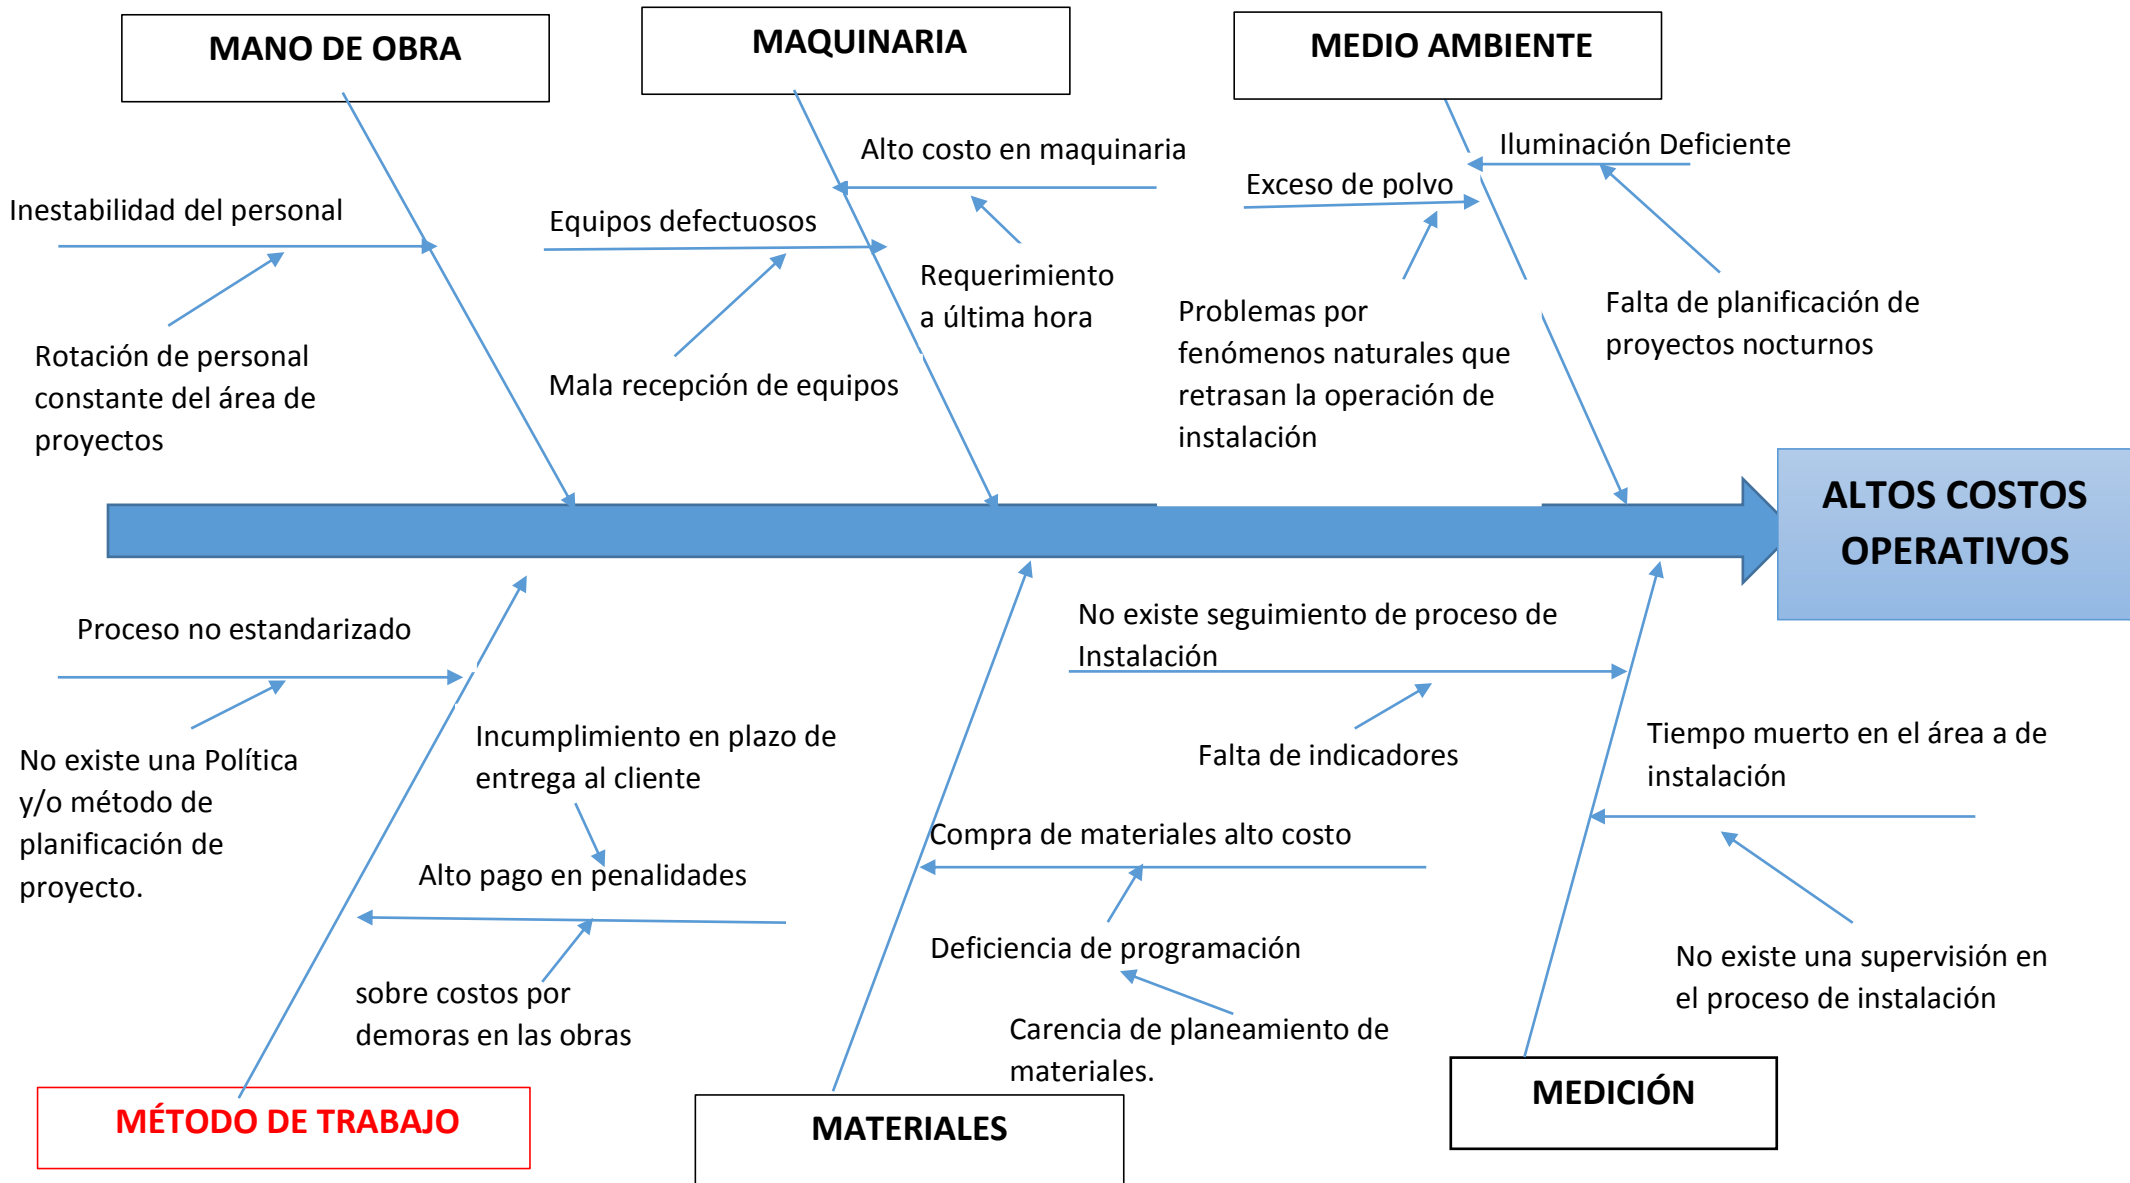 MANO DE OBRA
MAQUINARIA
MEDIO AMBIENTE
Inestabilidad del personal
Rotación de personal
constante del área de
proyectos
Equipos defectuosos
Mala recepción de equipos
Alto costo en maquinaria
Requerimiento
a última hora
Exceso de polvo
Problemas por
fenómenos naturales que
retrasan la operación de
instalación
Iluminación Deficiente
Falta de planificación de
proyectos nocturnos
ALTOS COSTOS
OPERATIVOS
Proceso no estandarizado
No existe una Política
y/o método de
planificación de
proyecto.
Incumplimiento en plazo de
entrega al cliente
Alto pago en penalidades
sobre costos por
demoras en las obras
Compra de materiales alto costo
Deficiencia de programación
Carencia de planeamiento de
materiales.
No existe seguimiento de proceso de
Instalación
Falta de indicadores
Tiempo muerto en el área a de
instalación
No existe una supervisión en
el proceso de instalación
MÉTODO DE TRABAJO
MATERIALES
MEDICIÓN